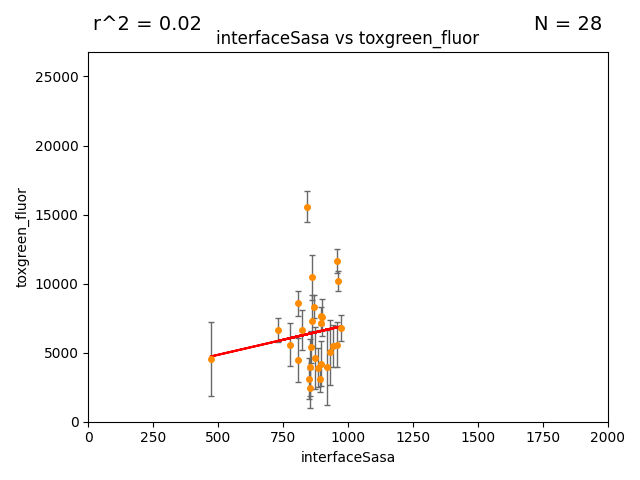 r^2 = 0.02
N = 28
interfaceSasa vs toxgreen_fluor
25000
20000
15000
10000
5000
0
toxgreen_fluor
0 250 500 750 1000 1250 1500 1750 2000
interfaceSasa